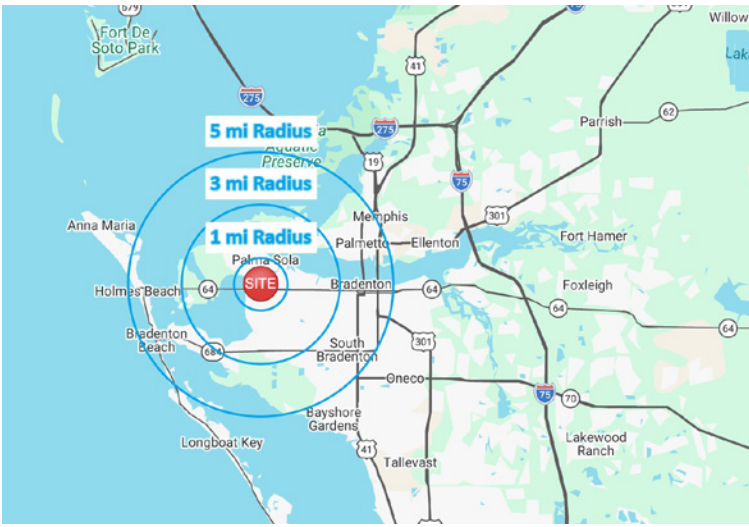 579
Fort De
Soto Park
Willow
Lak
41
275
62
Parrish
5 mi Radius
a
275
Aquatic
Preserve
19
3 mi Radius
75
Memphis
301
Anna Maria
1 mi Radius
Palmetto
Ellenton
Fort Hamer
Palma Sola
SITE
Holmes Beach
64
Bradenton
64
Foxleigh
64
64
Bradenton
Beach
684
South
Bradenton
301
Oneco
75
70
Bayshore
Gardens
Longboat Key
41
Tallevast
Lakewood
Ranch